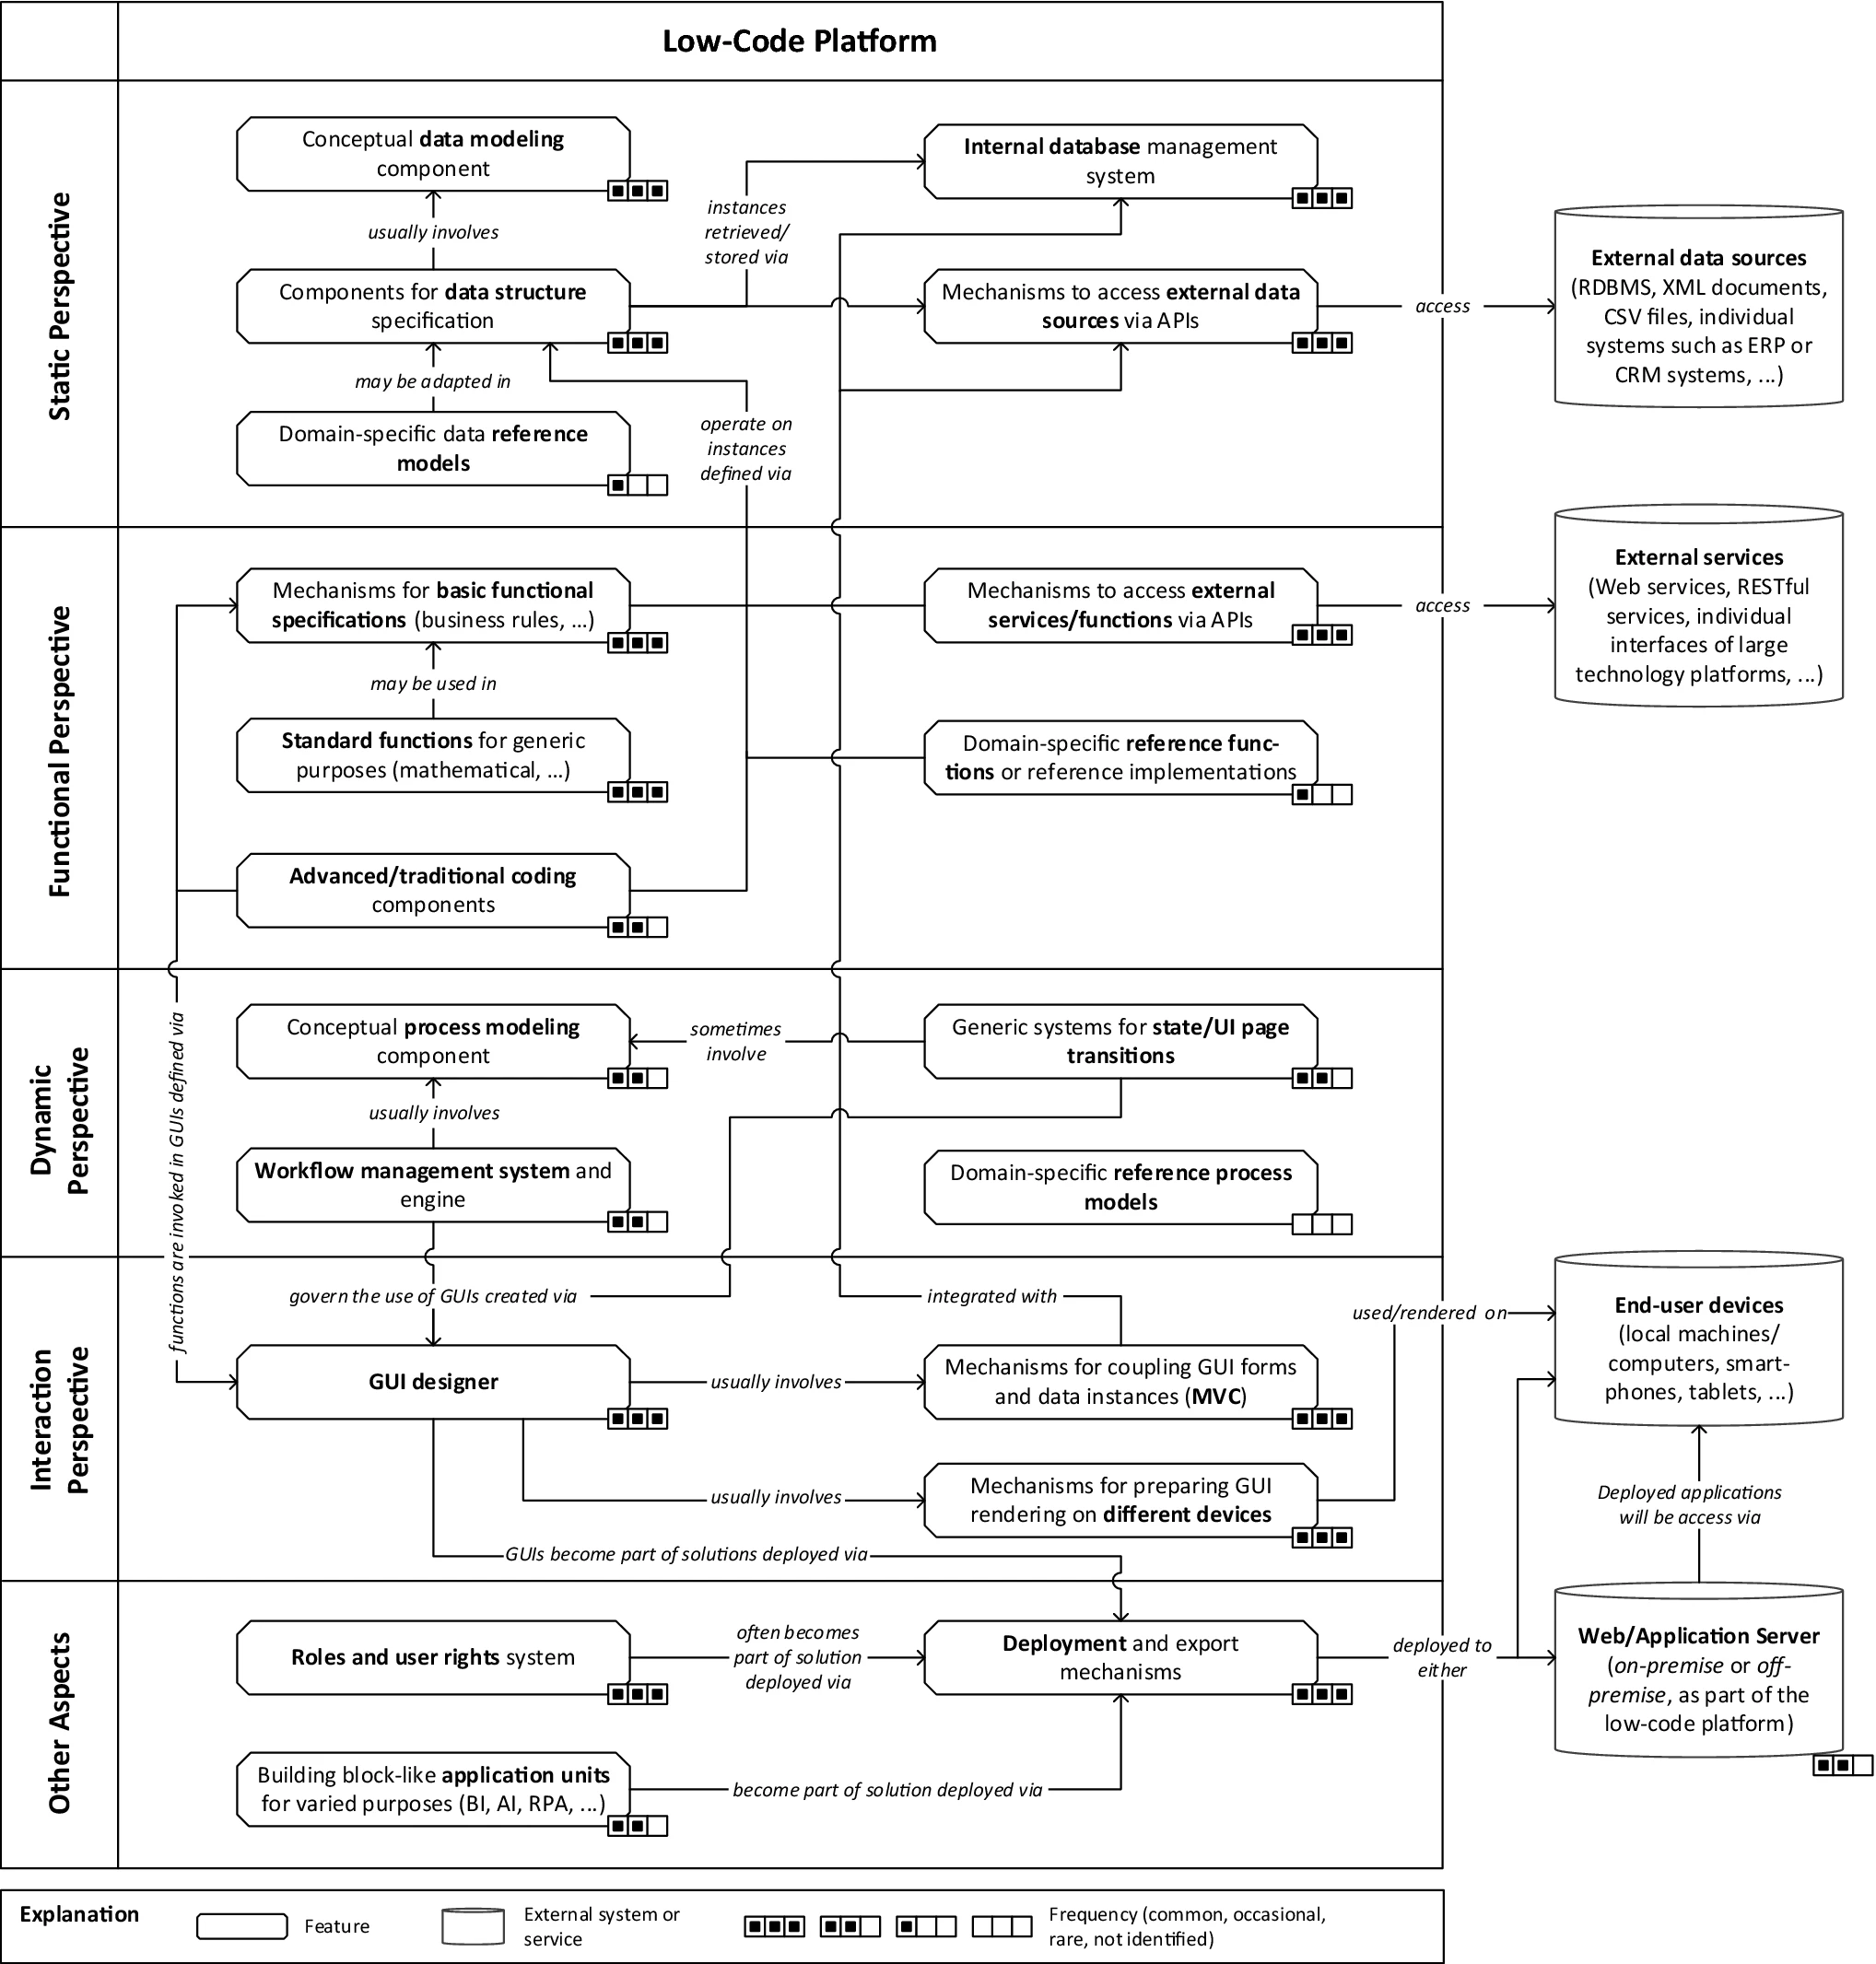 Low-Code Platform
Static Perspective
Conceptual data modeling
component
Internal database management
system
usually involves
instances
retrieved/
stored via
Components for data structure
specification
Mechanisms to access external data
sources via APIs
access
External data sources
(RDBMS, XML documents,
CSV files, individual
systems such as ERP or
CRM systems, ...)
may be adapted in
Domain-specific data reference
models
operate on
instances
defined via
Functional Perspective
Mechanisms for basic functional
specifications (business rules, ...)
Mechanisms to access external
services/functions via APIs
access
External services
(Web services, RESTful
services, individual
interfaces of large
technology platforms, ...)
may be used in
Standard functions for generic
purposes (mathematical, ...)
Domain-specific reference func-
tions or reference implementations
Advanced/traditional coding
components
functions are invoked in GUIs defined via
Dynamic
Perspective
Conceptual process modeling
component
sometimes
involve
Generic systems for state/UI page
transitions
usually involves
Workflow management system and
engine
Domain-specific reference process
models
Interaction
Perspective
govern the use of GUIs created via
integrated with
used/rendered on
End-user devices
(local machines/
computers, smart-
phones, tablets, ...)
GUI designer
usually involves
Mechanisms for coupling GUI forms
and data instances (MVC)
usually involves
Mechanisms for preparing GUI
rendering on different devices
Deployed applications
will be access via
GUIs become part of solutions deployed via
Other Aspects
Roles and user rights system
often becomes
part of solution
deployed via
Deployment and export
mechanisms
deployed to
either
Web/Application Server
(on-premise or off-
premise, as part of the
low-code platform)
Building block-like application units
for varied purposes (BI, AI, RPA, ...)
become part of solution deployed via
Explanation
Feature
External system or
service
Frequency (common, occasional,
rare, not identified)